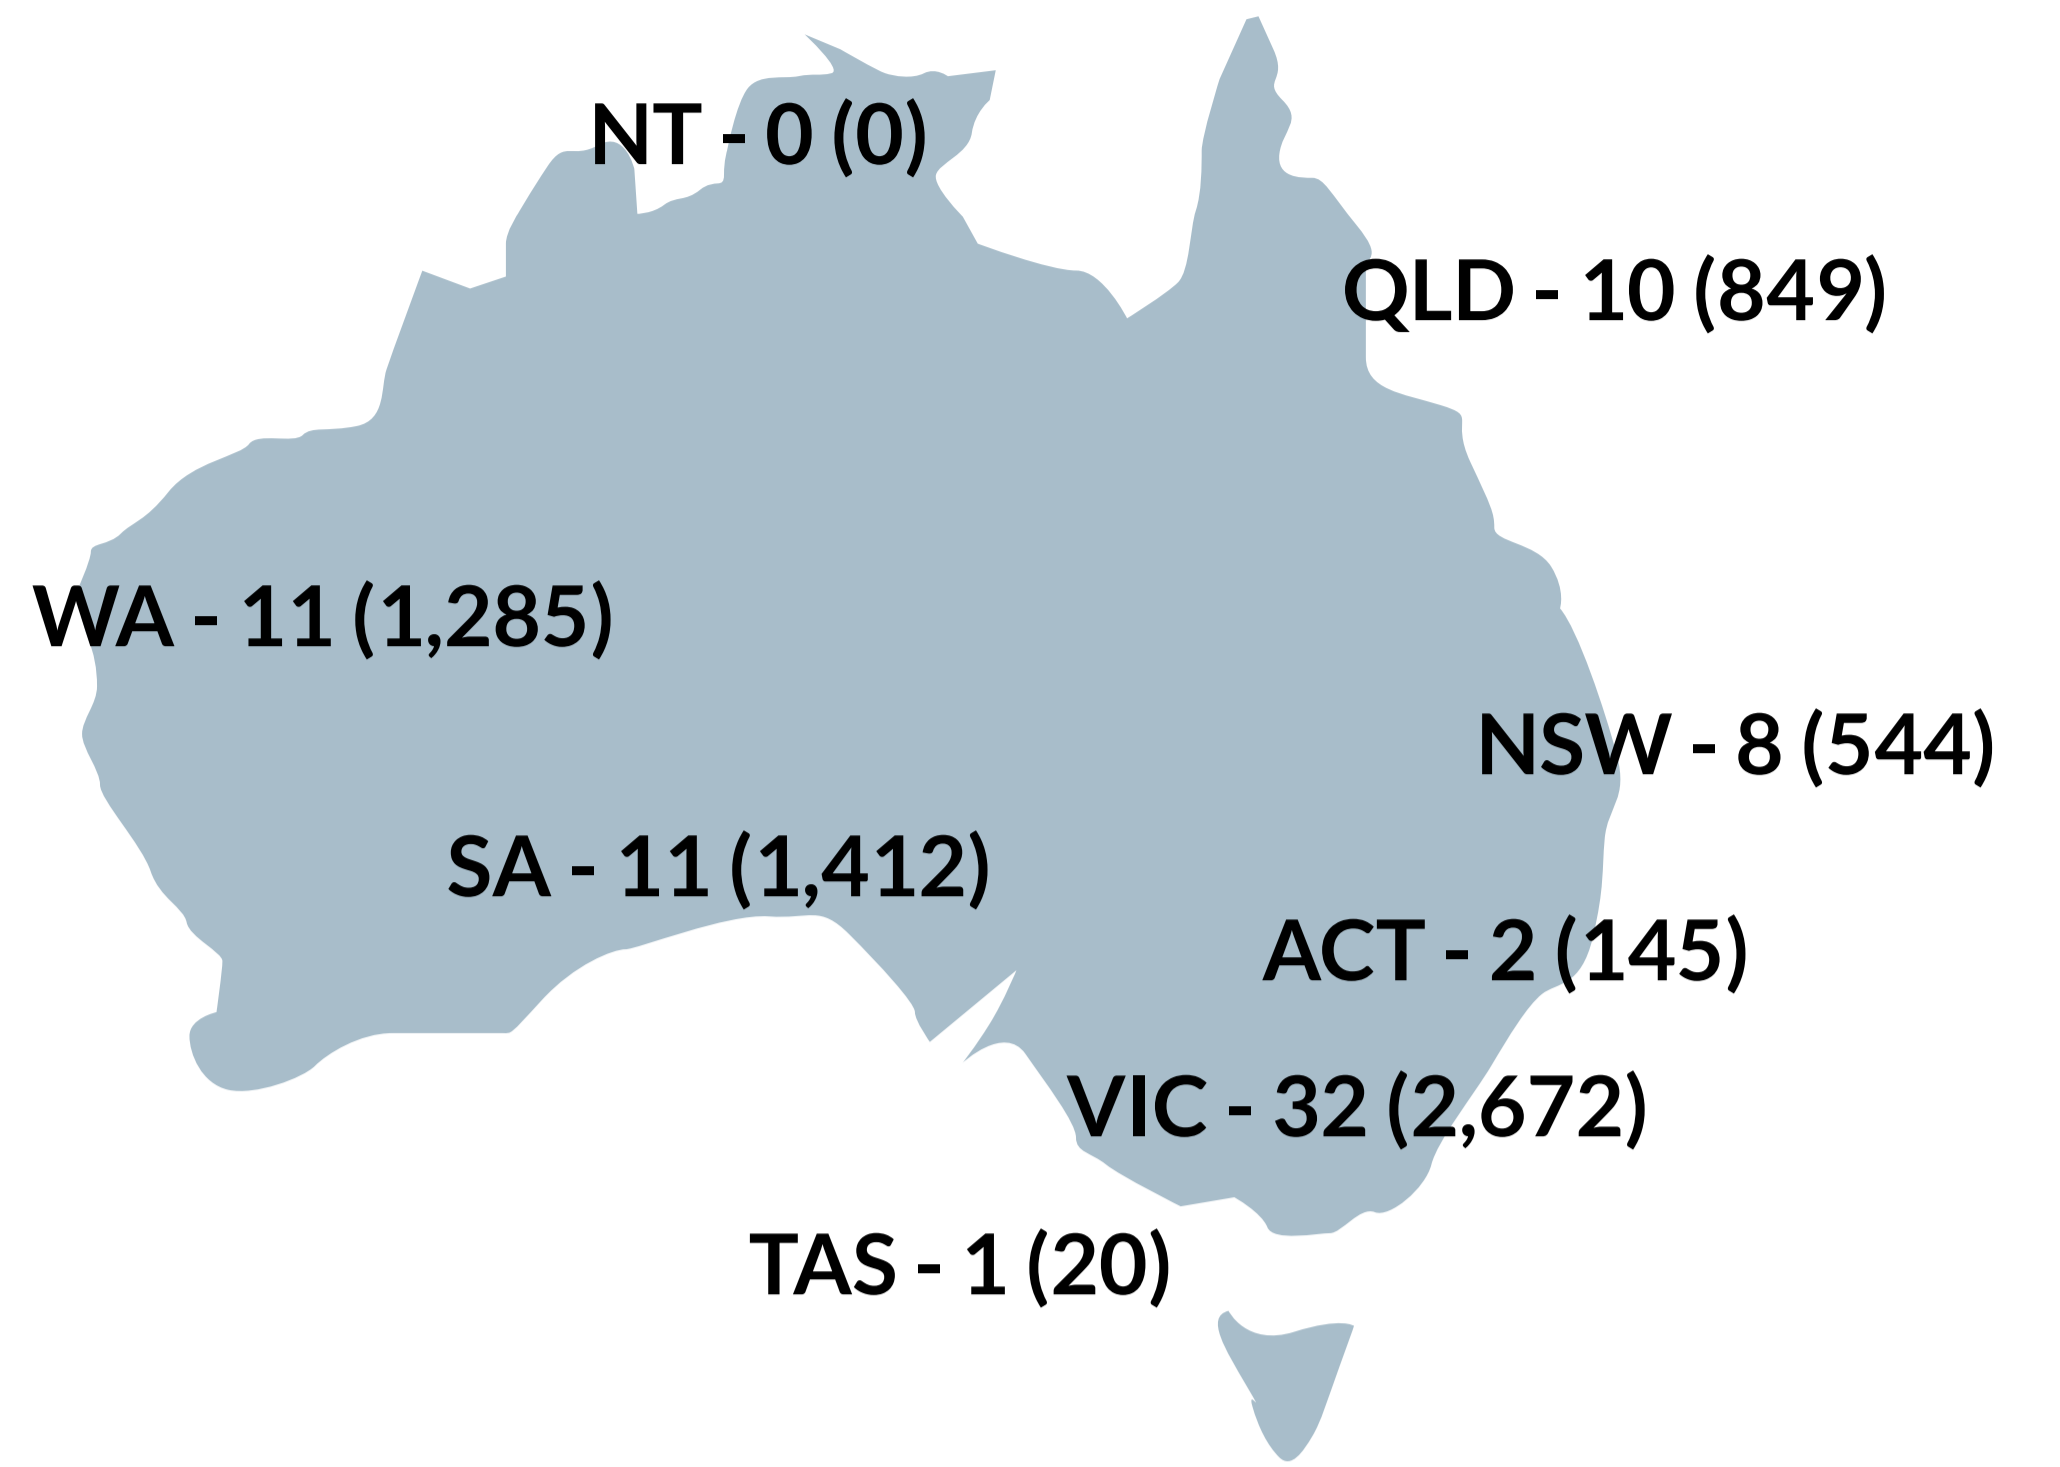 NT - 0 (0)
QLD - 10 (849)
WA - 11 (1,285)
NSW - 8 (544)
SA - 11 (1,412)
ACT - 2 (145)
VIC - 32 (2,672)
TAS - 1 (20)